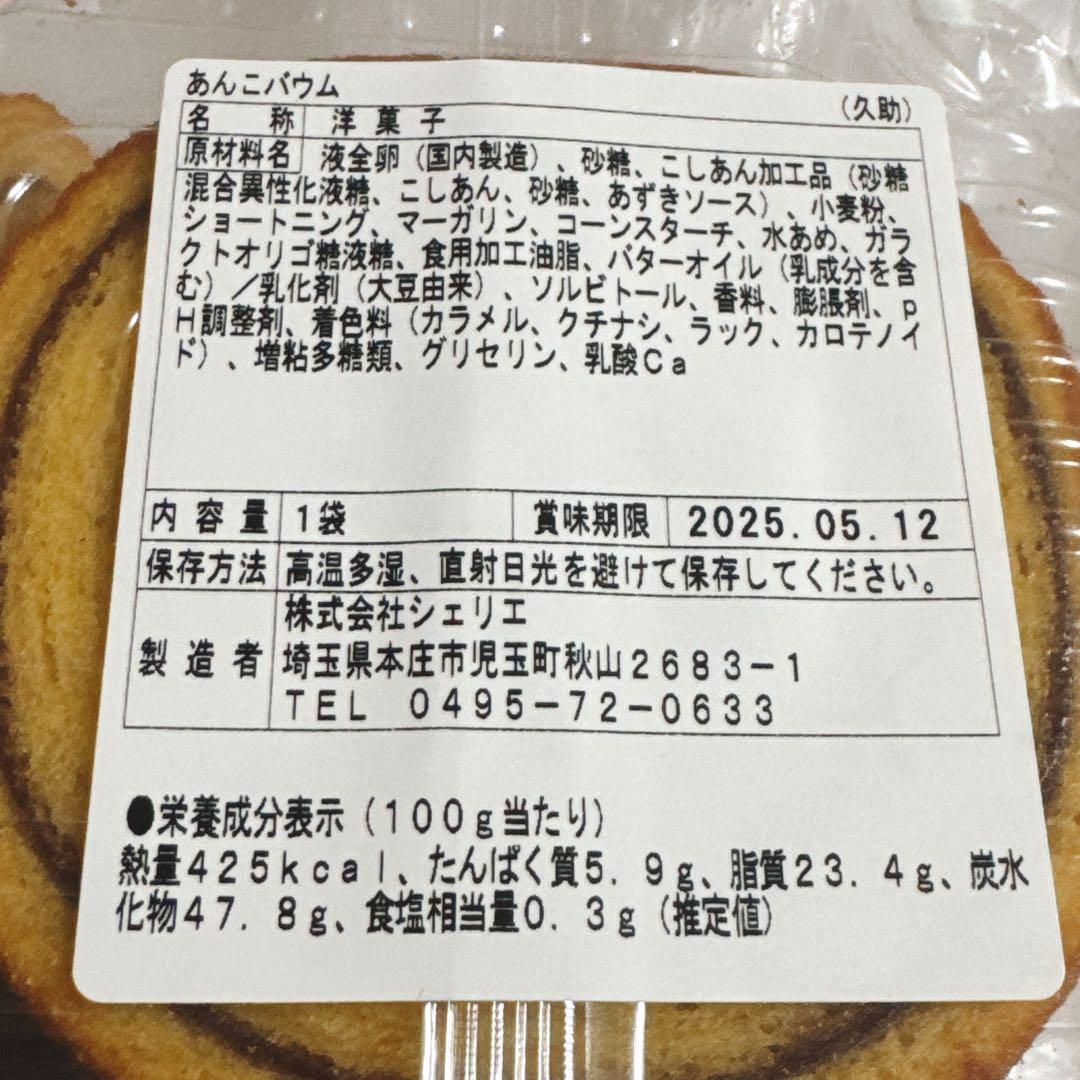 あんこバウム
(久助)
名称 洋菓子
原材料名 液全卵（国内製造）、砂糖、こしあん加工品（砂糖
混合異性化液糖、こしあん、砂糖、あずきソース）、小麦粉、
ショートニング、マーガリン、コーンスターチ、水あめ、ガラ
クトオリゴ糖液糖、食用加工油脂、バターオイル（乳成分を含
む）／乳化剤（大豆由来）、ソルビトール、香料、膨脹剤、ｐ
Ｈ調整剤、着色料（カラメル、クチナシ、ラック、カロテノイ
ド）、増粘多糖類、グリセリン、乳酸Ｃａ
内容量 1袋 賞味期限 2025.05.12
保存方法 高温多湿、直射日光を避けて保存してください。
株式会社シェリエ
製造者 埼玉県本庄市児玉町秋山２６８３－１
ＴＥＬ ０４９５－７２－０６３３
●栄養成分表示（１００ｇ当たり）
熱量４２５ｋｃａｌ、たんぱく質５．９ｇ、脂質２３．４ｇ、炭水
化物４７．８ｇ、食塩相当量０．３ｇ（推定値）